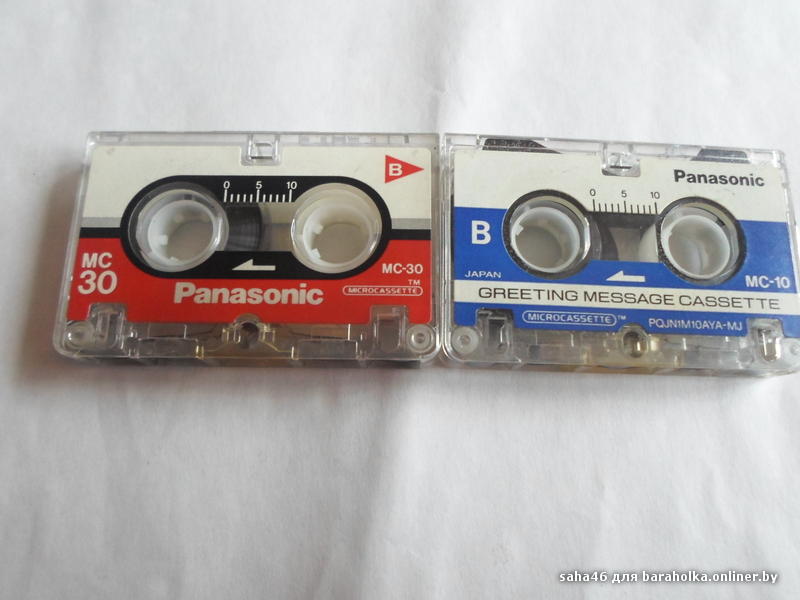 B
0 5 10
MC
30
MC-30
TM
MICROCASSETTE
Panasonic
Panasonic
0 5 10
B
JAPAN
MC-10
GREETING MESSAGE CASSETTE
MICROCASSETTE TM
PQJN1M10AYA-MJ
saha46 для baraholka.onliner.by